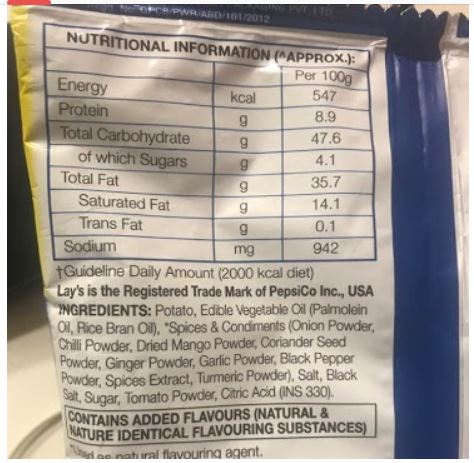 GPCB/PWR/ABD/101/2012
NUTRITIONAL INFORMATION (^APPROX.):
Per 100g
Energy kcal 547
Protein g 8.9
Total Carbohydrate g 47.6
of which Sugars g 4.1
Total Fat g 35.7
Saturated Fat g 14.1
Trans Fat g 0.1
Sodium mg 942
†Guideline Daily Amount (2000 kcal diet)
Lay's is the Registered Trade Mark of PepsiCo Inc., USA
INGREDIENTS: Potato, Edible Vegetable Oil (Palmolein
Oil, Rice Bran Oil), *Spices & Condiments (Onion Powder,
Chilli Powder, Dried Mango Powder, Coriander Seed
Powder, Ginger Powder, Garlic Powder, Black Pepper
Powder, Spices Extract, Turmeric Powder), Salt, Black
Salt, Sugar, Tomato Powder, Citric Acid (INS 330).
CONTAINS ADDED FLAVOURS (NATURAL &
NATURE IDENTICAL FLAVOURING SUBSTANCES)
*Used as natural flavouring agent.